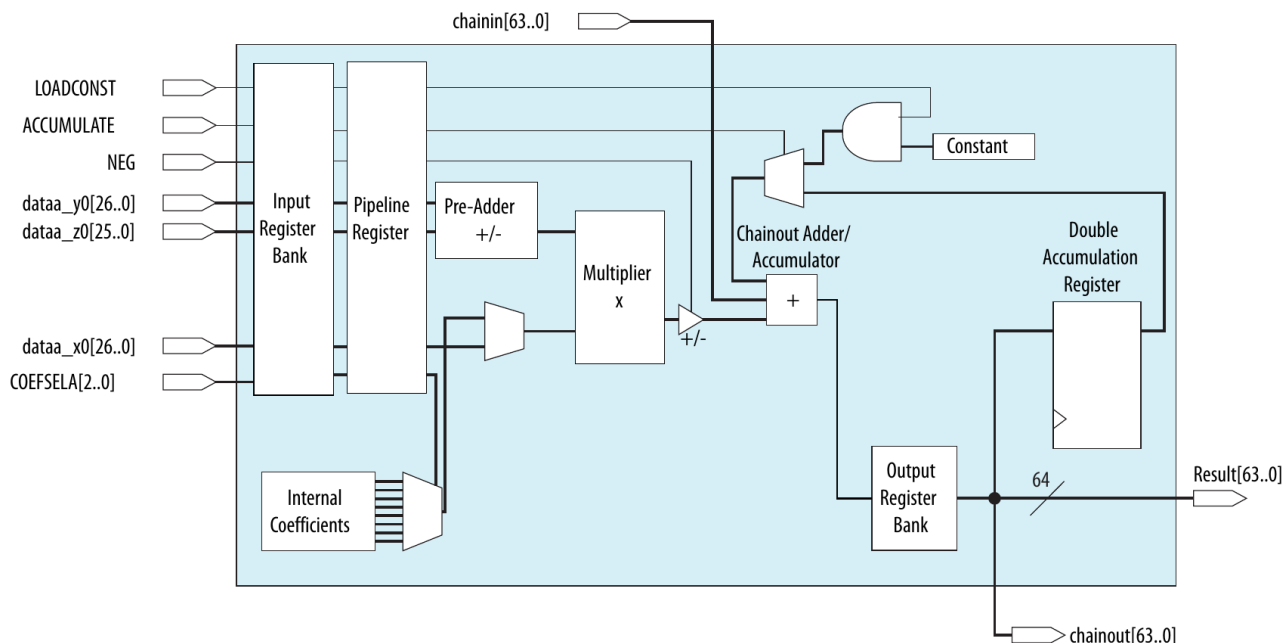 chainin[63..0]
LOADCONST
ACCUMULATE
NEG
dataa_y0[26..0]
dataa_z0[25..0]
dataa_x0[26..0]
COEFSELA[2..0]
Input
Register
Bank
Pipeline
Register
Pre-Adder
+/-
Multiplier
x
+/-
Internal
Coefficients
Constant
Chainout Adder/
Accumulator
+
Double
Accumulation
Register
Output
Register
Bank
64
Result[63..0]
chainout[63..0]